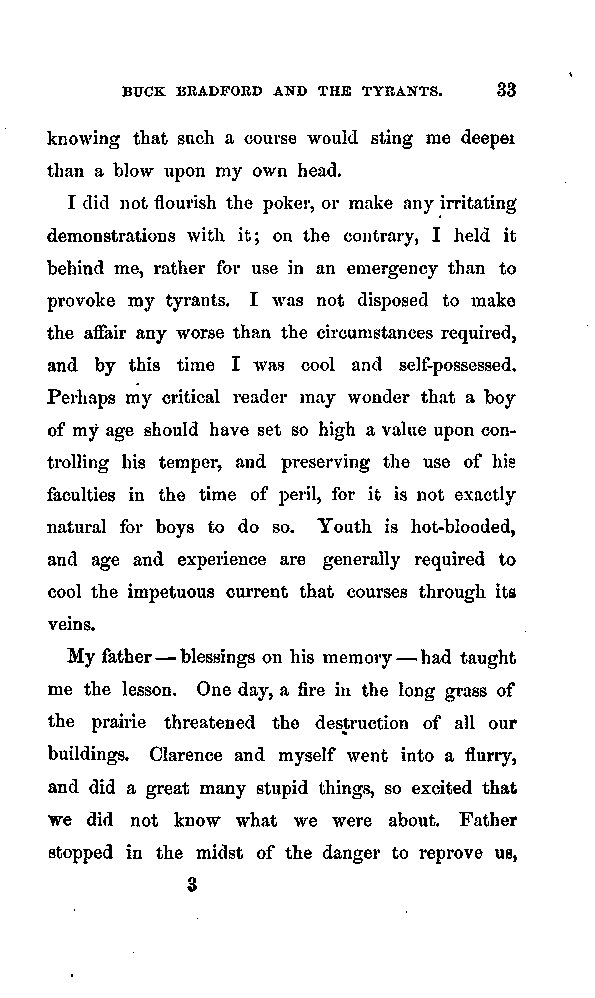 BUCK BRADFORD AND THE TYRANTS. 33
knowing that such a course would sting me deeper
than a blow upon my own head.
I did not flourish the poker, or make any irritating
demonstrations with it; on the contrary, I held it
behind me, rather for use in an emergency than to
provoke my tyrants. I was not disposed to make
the affair any worse than the circumstances required,
and by this time I was cool and self-possessed.
Perhaps my critical reader may wonder that a boy
of my age should have set so high a value upon con-
trolling his temper, and preserving the use of his
faculties in the time of peril, for it is not exactly
natural for boys to do so. Youth is hot-blooded,
and age and experience are generally required to
cool the impetuous current that courses through its
veins.
My father — blessings on his memory — had taught
me the lesson. One day, a fire in the long grass of
the prairie threatened the destruction of all our
buildings. Clarence and myself went into a flurry,
and did a great many stupid things, so excited that
we did not know what we were about. Father
stopped in the midst of the danger to reprove us,
3